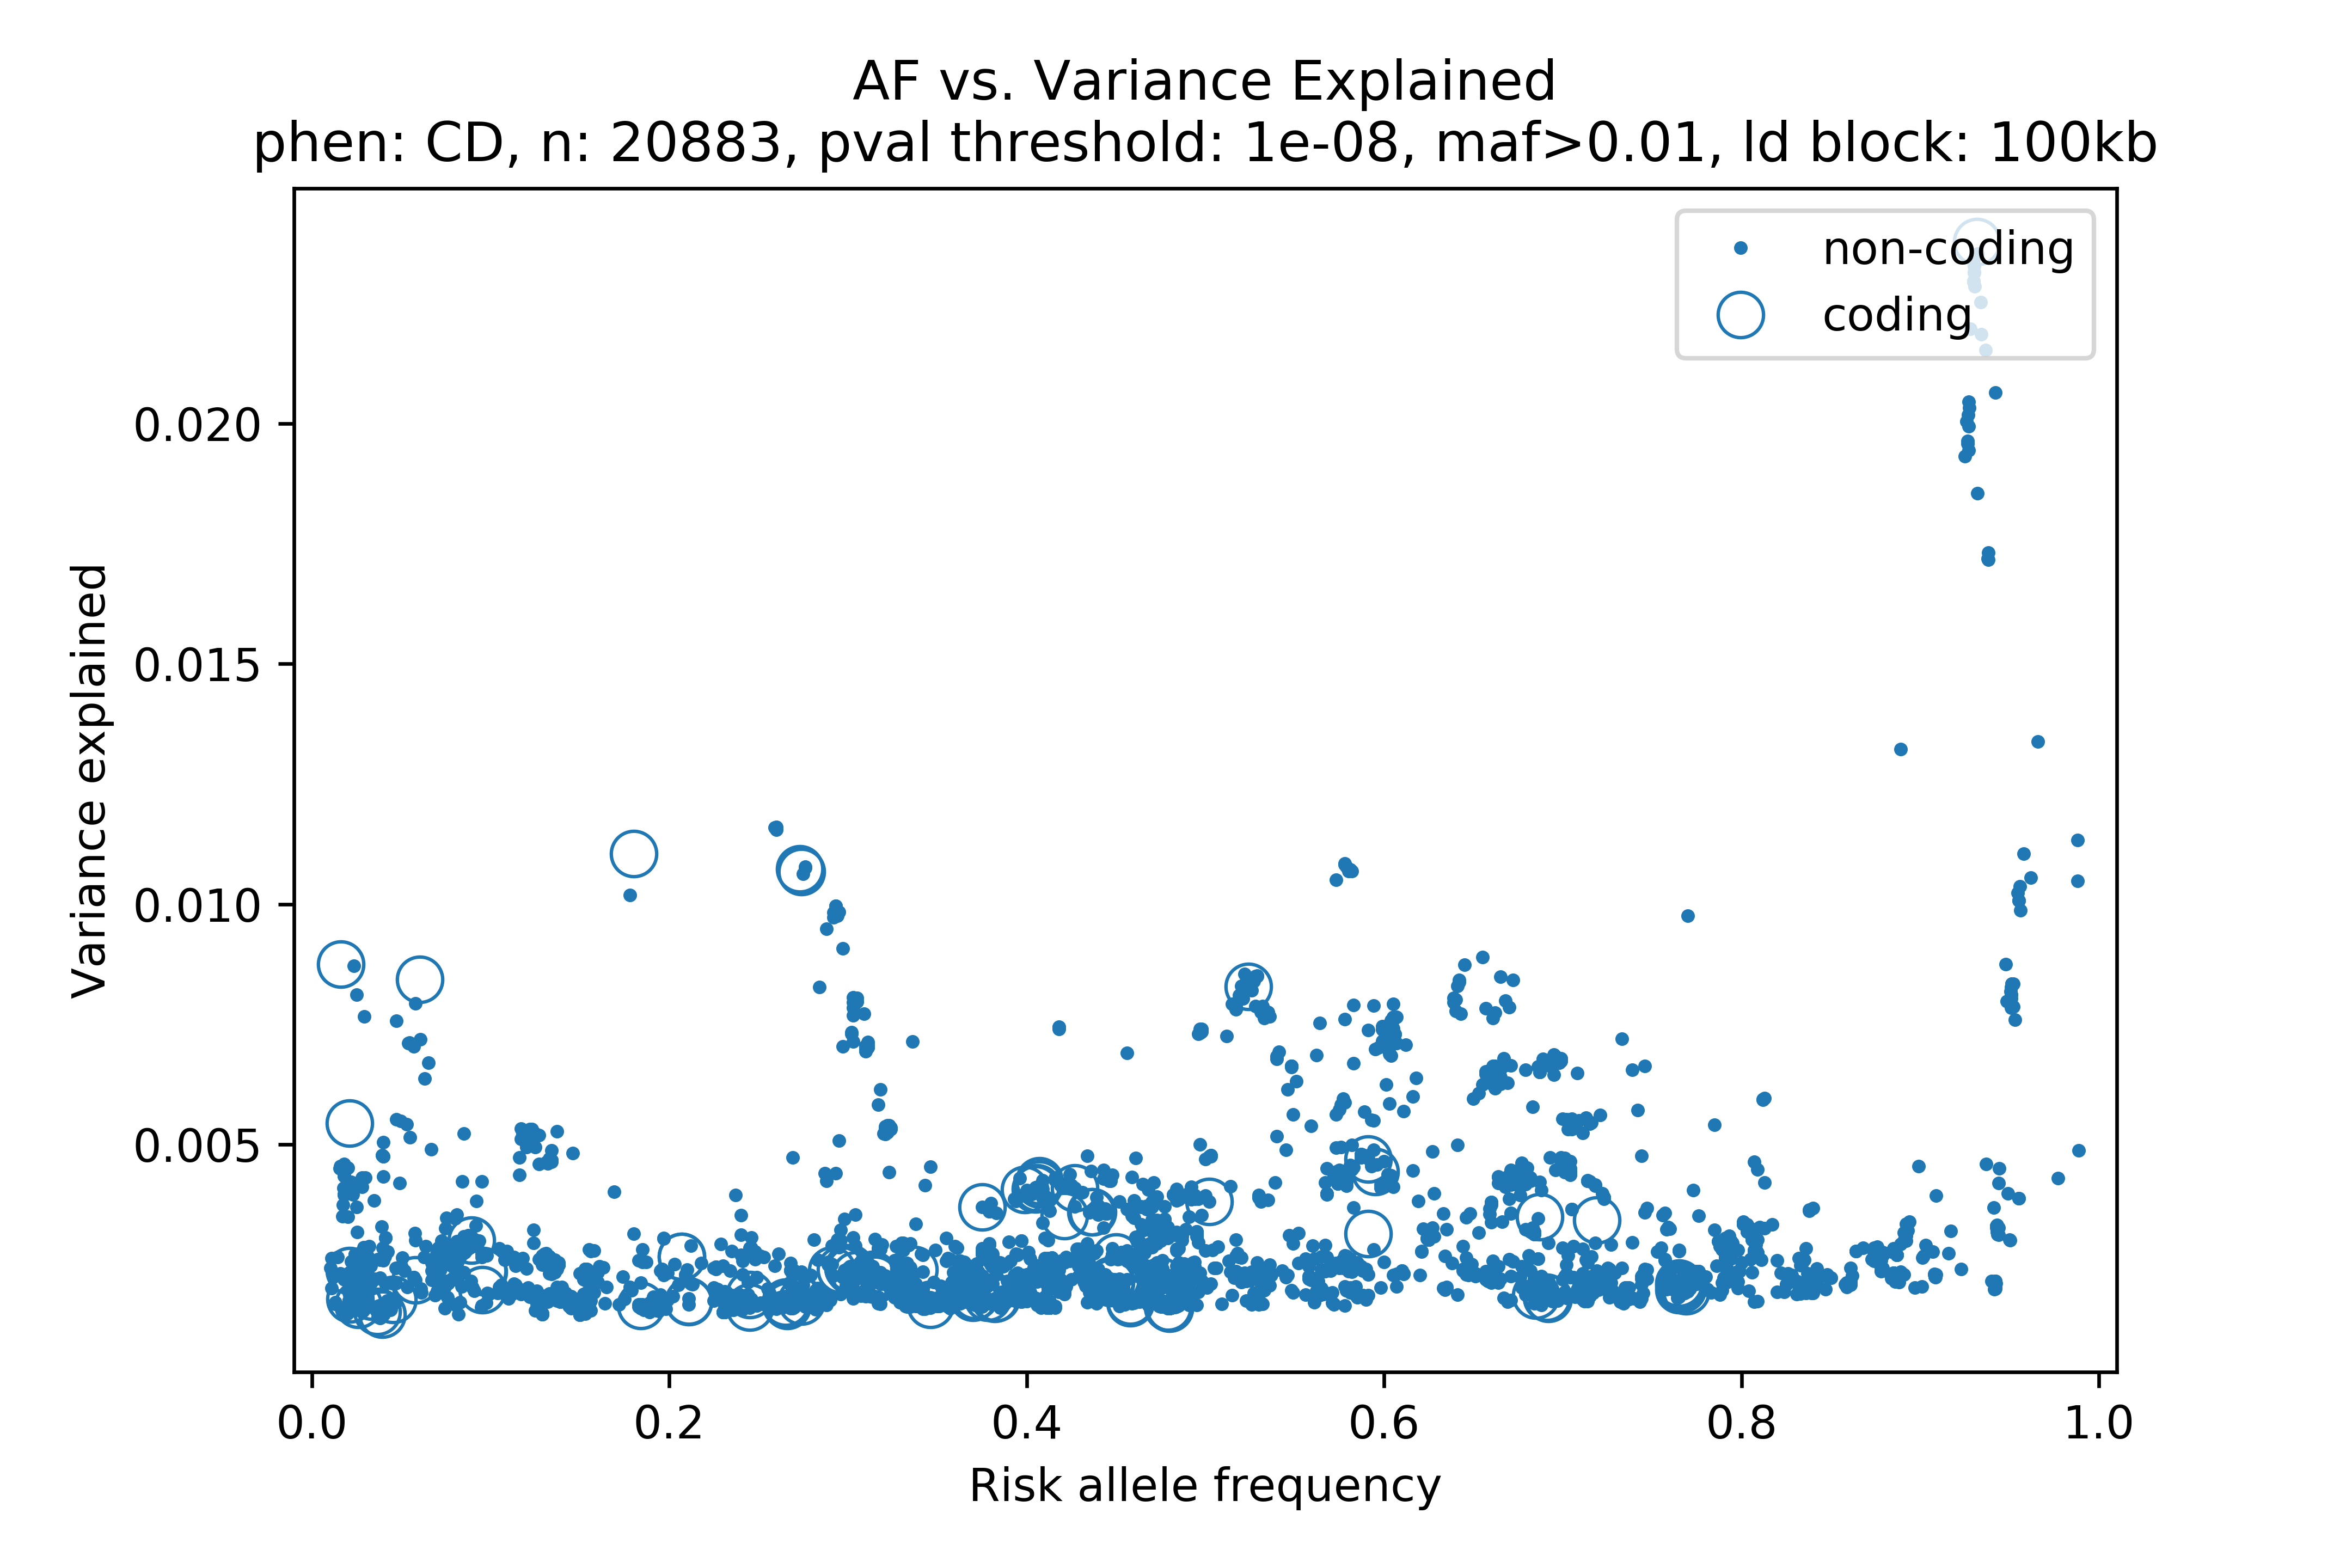 AF vs. Variance Explained
phen: CD, n: 20883, pval threshold: 1e-08, maf>0.01, ld block: 100kb
non-coding
coding
0.020
0.015
0.010
0.005
Variance explained
0.0 0.2 0.4 0.6 0.8 1.0
Risk allele frequency